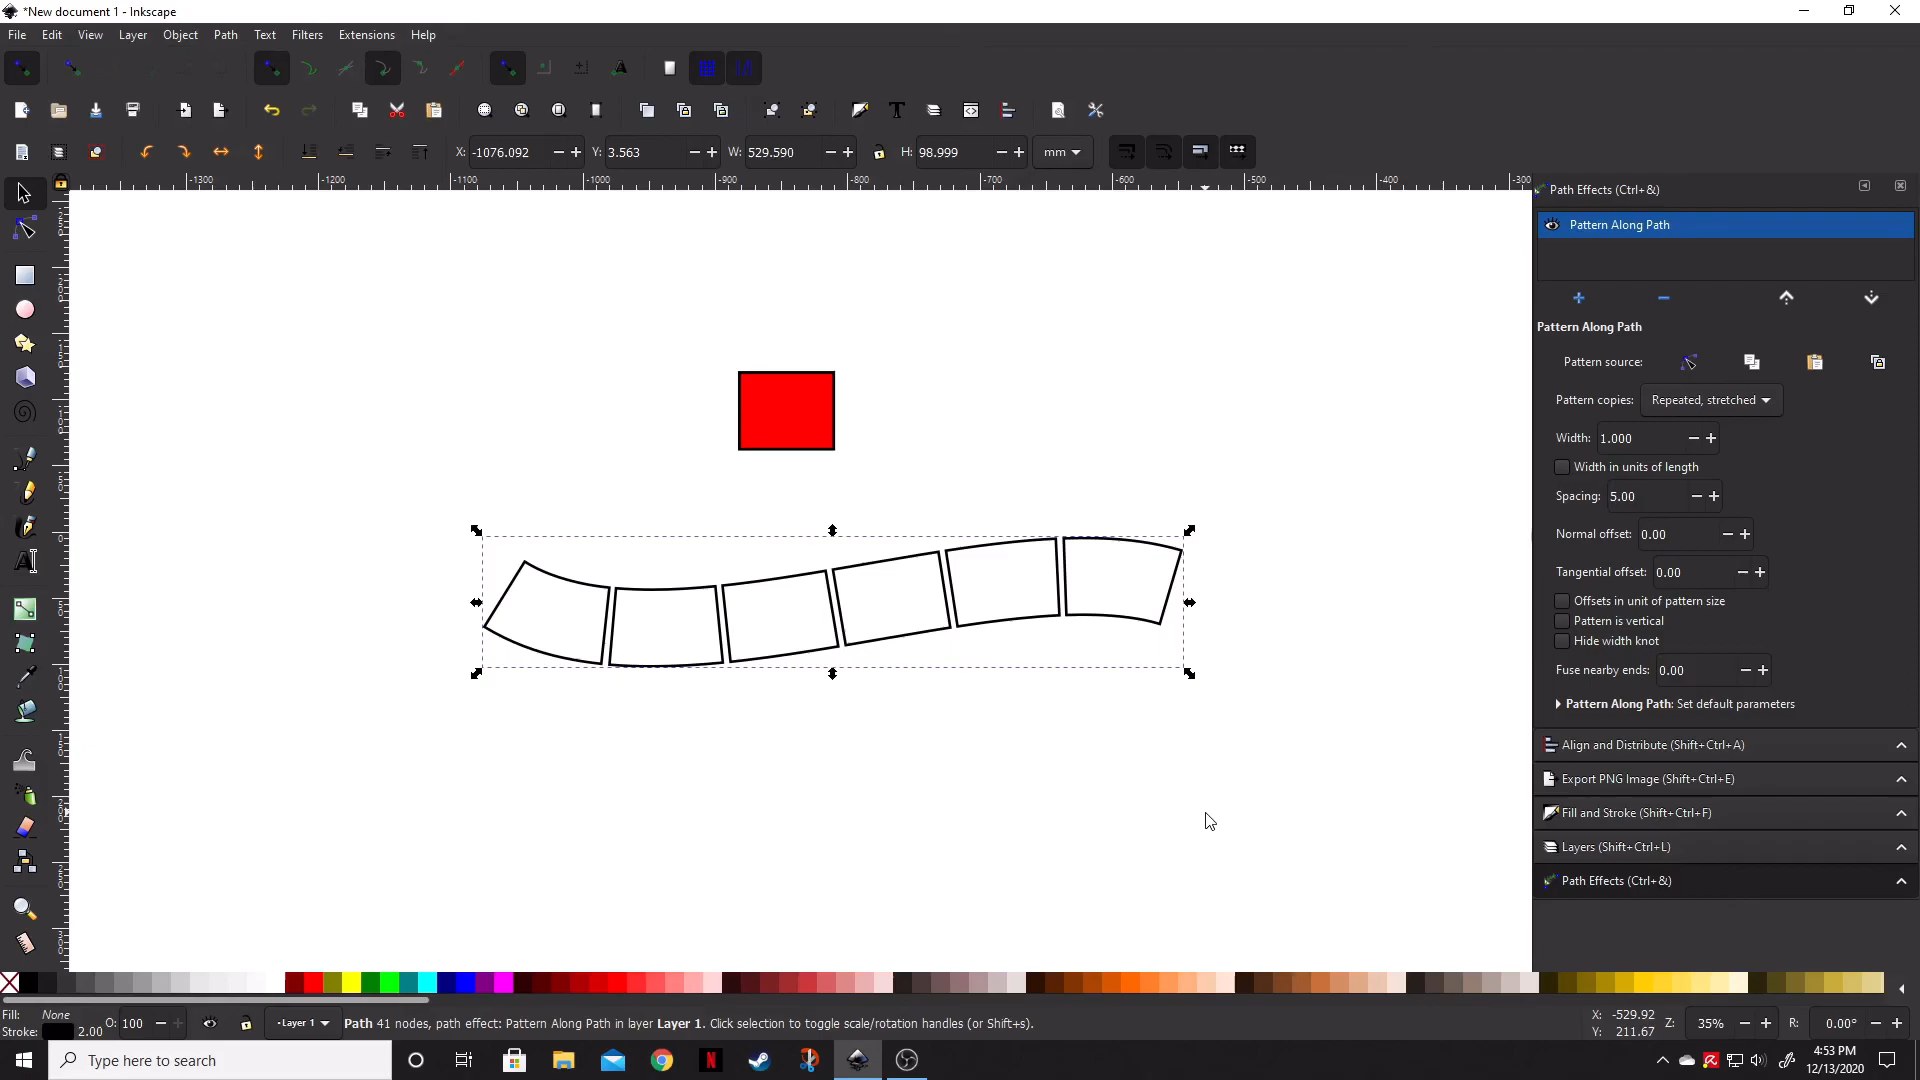 *New document 1 - Inkscape
File Edit View Layer Object Path Text Filters Extensions Help
X: -1076.092 Y: 3.563 W: 529.590 H: 98.999 mm
-1300 -1200 -1100 -1000 -900 -800 -700 -600 -500 -400 -300
Path Effects (Ctrl+&)
Pattern Along Path
Pattern Along Path
Pattern source:
Pattern copies: Repeated, stretched
Width: 1.000
Width in units of length
Spacing: 5.00
Normal offset: 0.00
Tangential offset: 0.00
Offsets in unit of pattern size
Pattern is vertical
Hide width knot
Fuse nearby ends: 0.00
Pattern Along Path: Set default parameters
Align and Distribute (Shift+Ctrl+A)
Export PNG Image (Shift+Ctrl+E)
Fill and Stroke (Shift+Ctrl+F)
Layers (Shift+Ctrl+L)
Path Effects (Ctrl+&)
Fill: None
Stroke: 2.00
O: 100
•Layer 1
Path 41 nodes, path effect: Pattern Along Path in layer Layer 1. Click selection to toggle scale/rotation handles (or Shift+s).
X: -529.92
Y: 211.67
Z: 35%
R: 0.00°
Type here to search
4:53 PM
12/13/2020